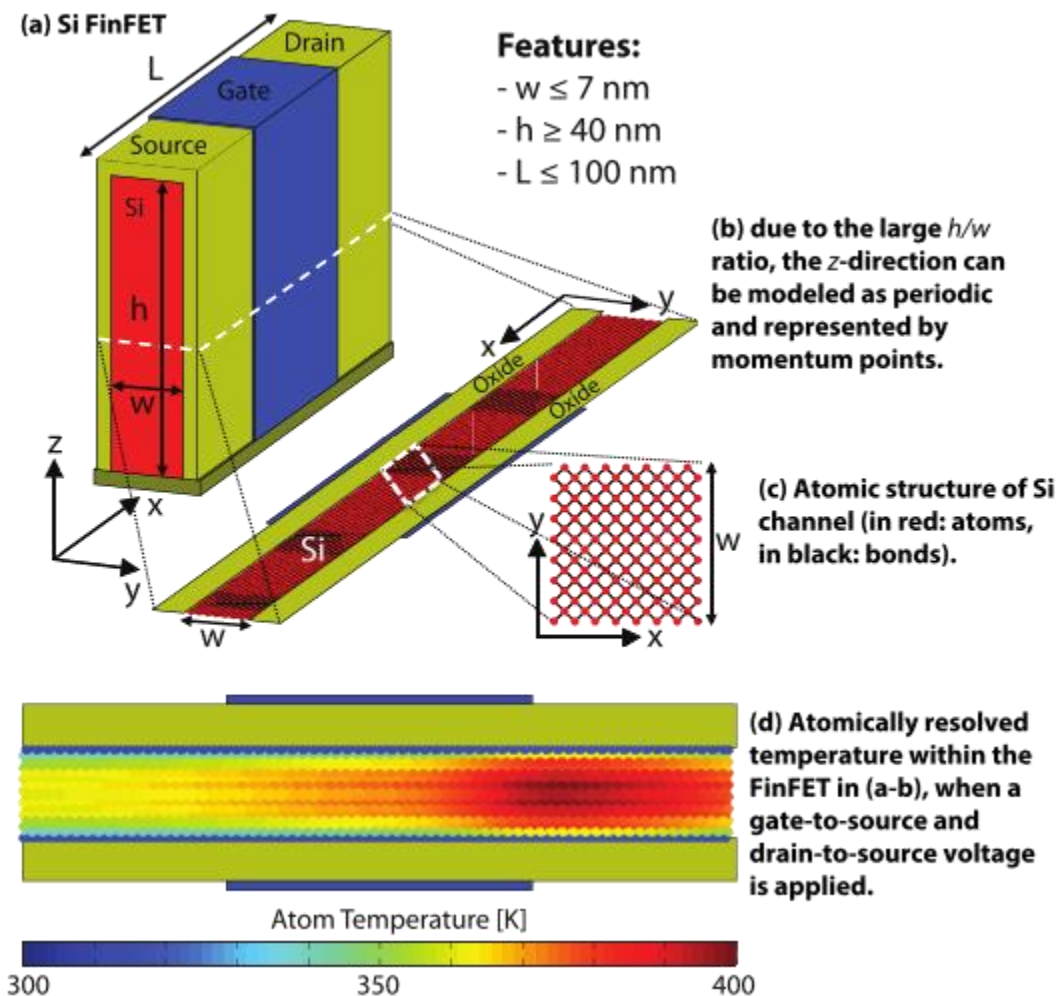 (a) Si FinFET
Drain
L
Gate
Source
Si
h
w
z
x
y
Features:
- w ≤ 7 nm
- h ≥ 40 nm
- L ≤ 100 nm
(b) due to the large h/w
ratio, the z-direction can
be modeled as periodic
and represented by
momentum points.
y
x
Oxide
Oxide
Si
w
y
w
x
(c) Atomic structure of Si
channel (in red: atoms,
in black: bonds).
(d) Atomically resolved
temperature within the
FinFET in (a-b), when a
gate-to-source and
drain-to-source voltage
is applied.
Atom Temperature [K]
300
350
400